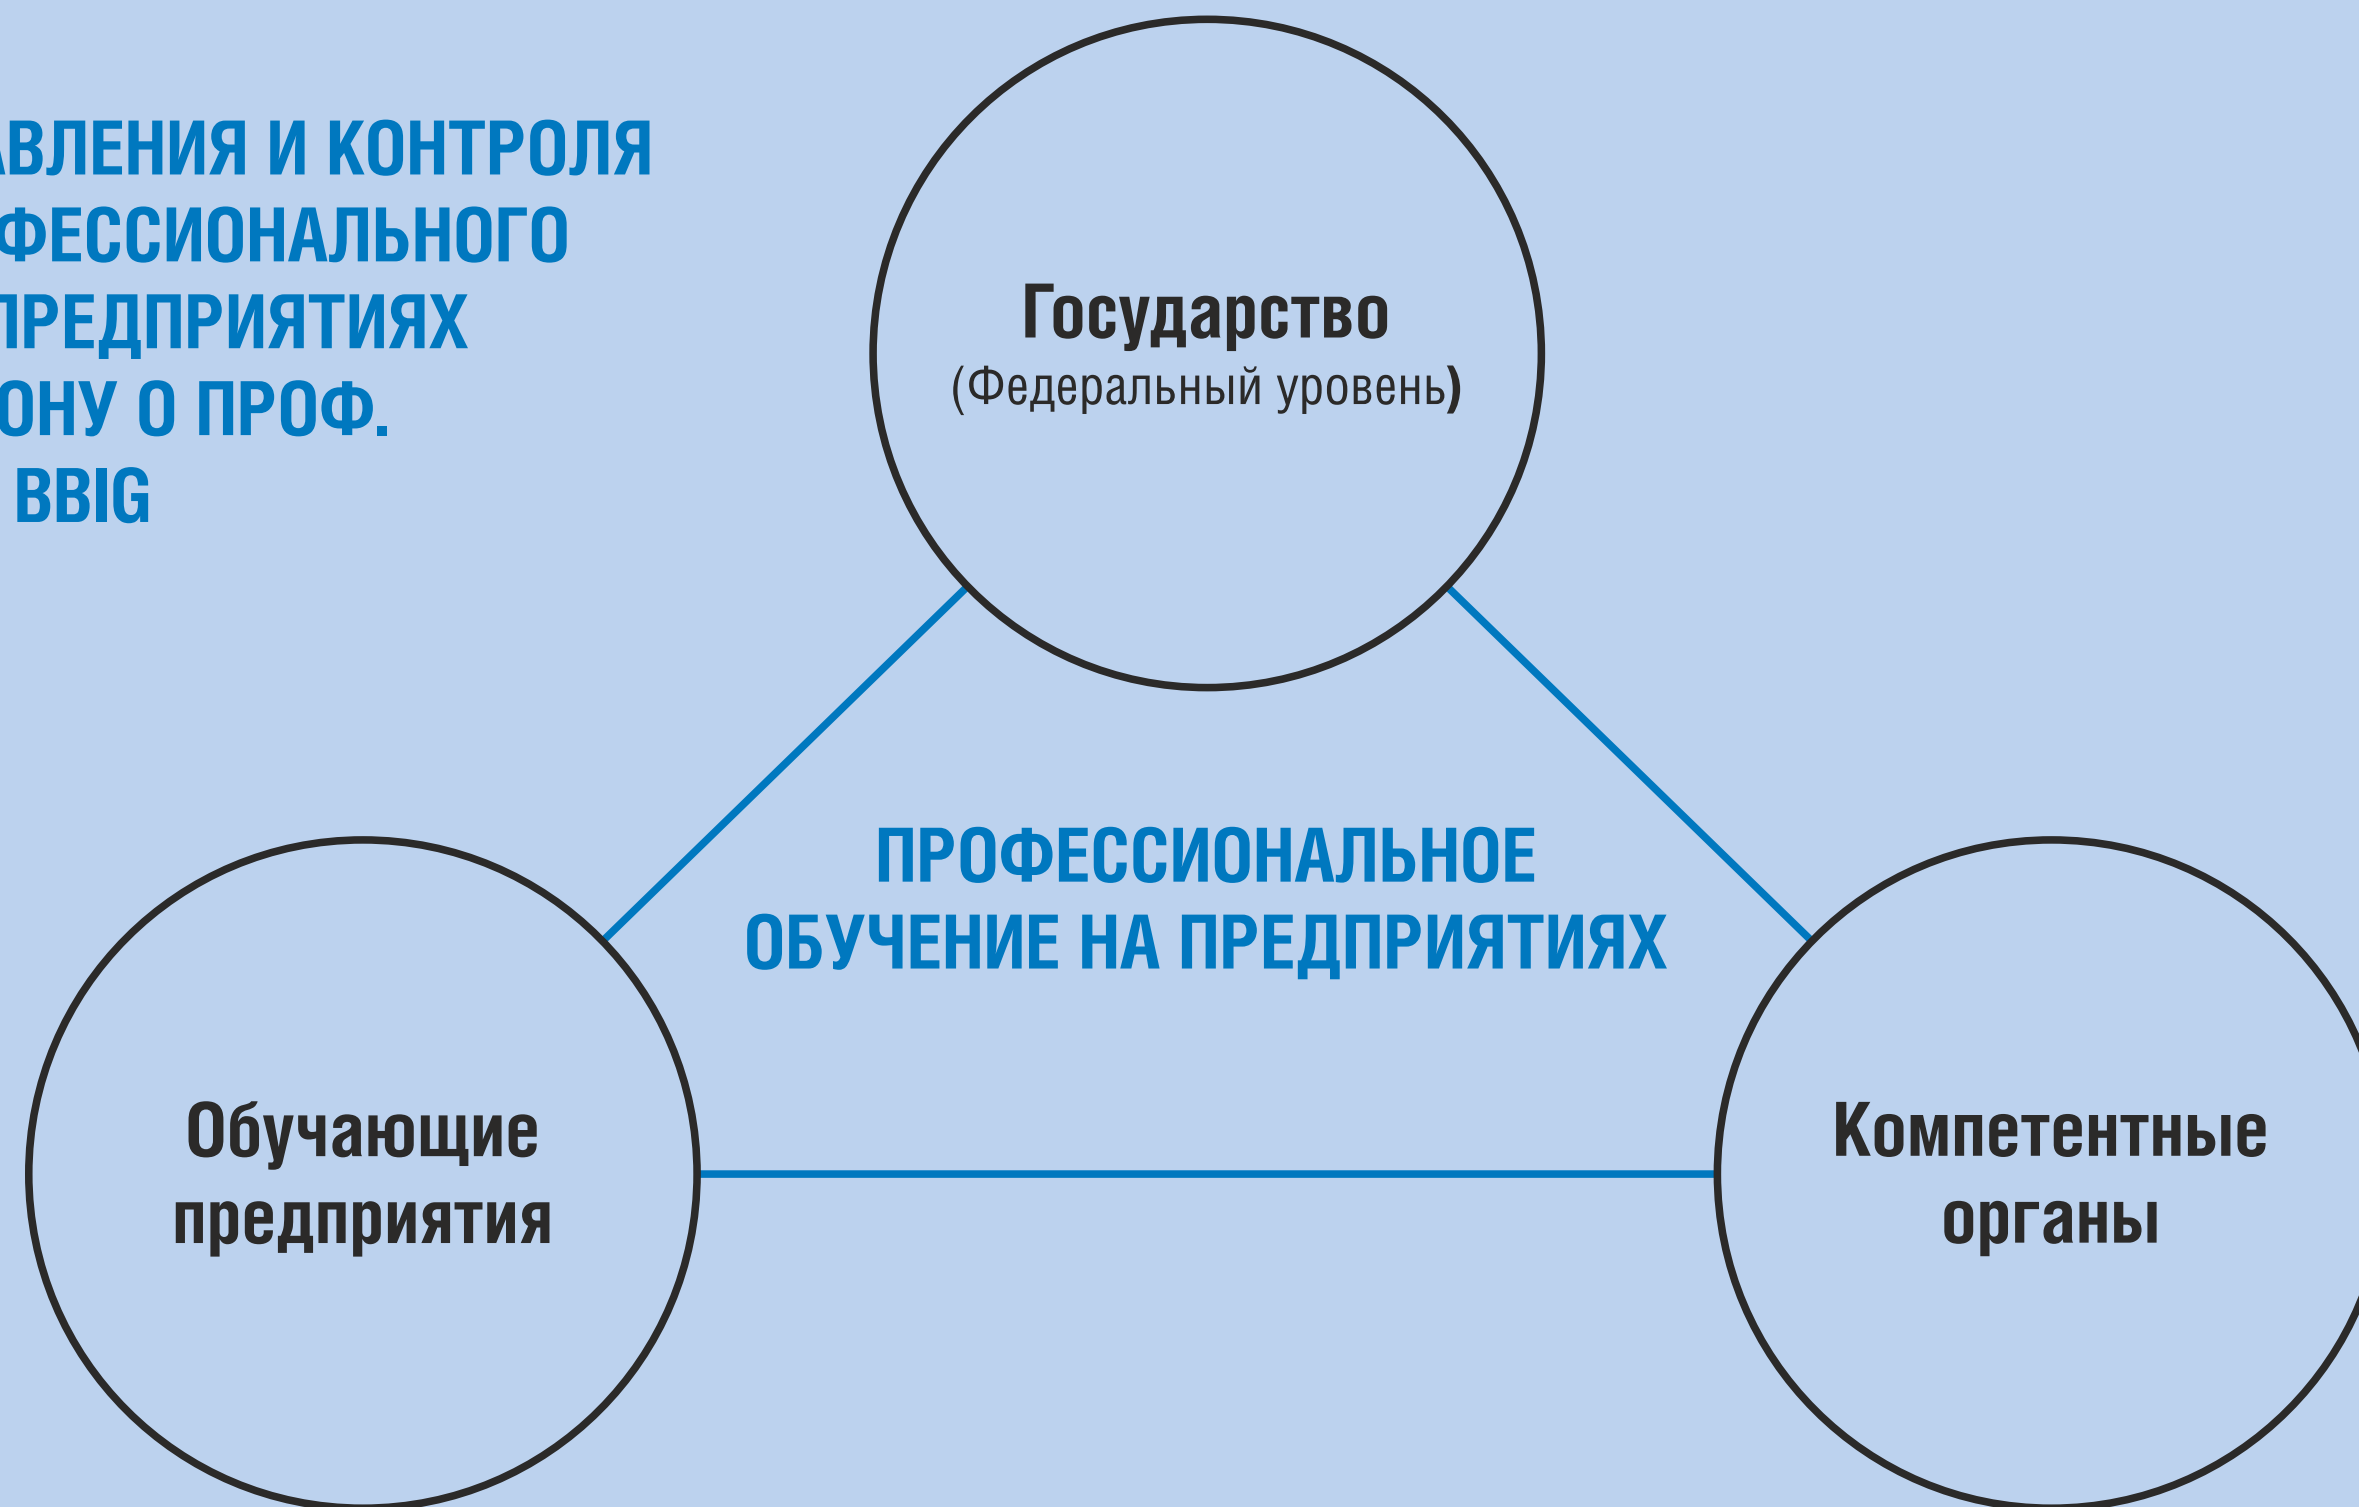 АВЛЕНИЯ И КОНТРОЛЯ
ФЕССИОНАЛЬНОГО
ПРЕДПРИЯТИЯХ
ОНУ О ПРОФ.
BBIG
Государство
(Федеральный уровень)
ПРОФЕССИОНАЛЬНОЕ
ОБУЧЕНИЕ НА ПРЕДПРИЯТИЯХ
Обучающие
предприятия
Компетентные
органы